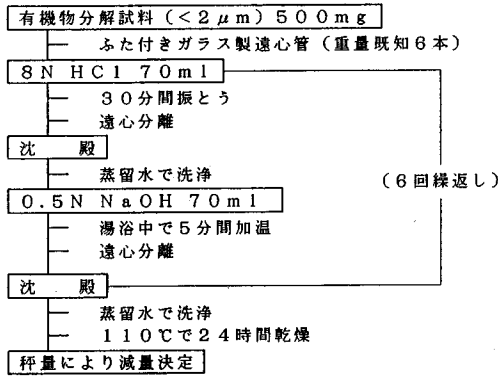 有機物分解試料(<2μm)500mg
ふた付きガラス製遠心管(重量既知6本)
8N HCl 70ml
30分間振とう
遠心分離
沈 殿
蒸留水で洗浄
(6回繰返し)
0.5N NaOH 70ml
湯浴中で5分間加温
遠心分離
沈 殿
蒸留水で洗浄
110℃で24時間乾燥
秤量により減量決定